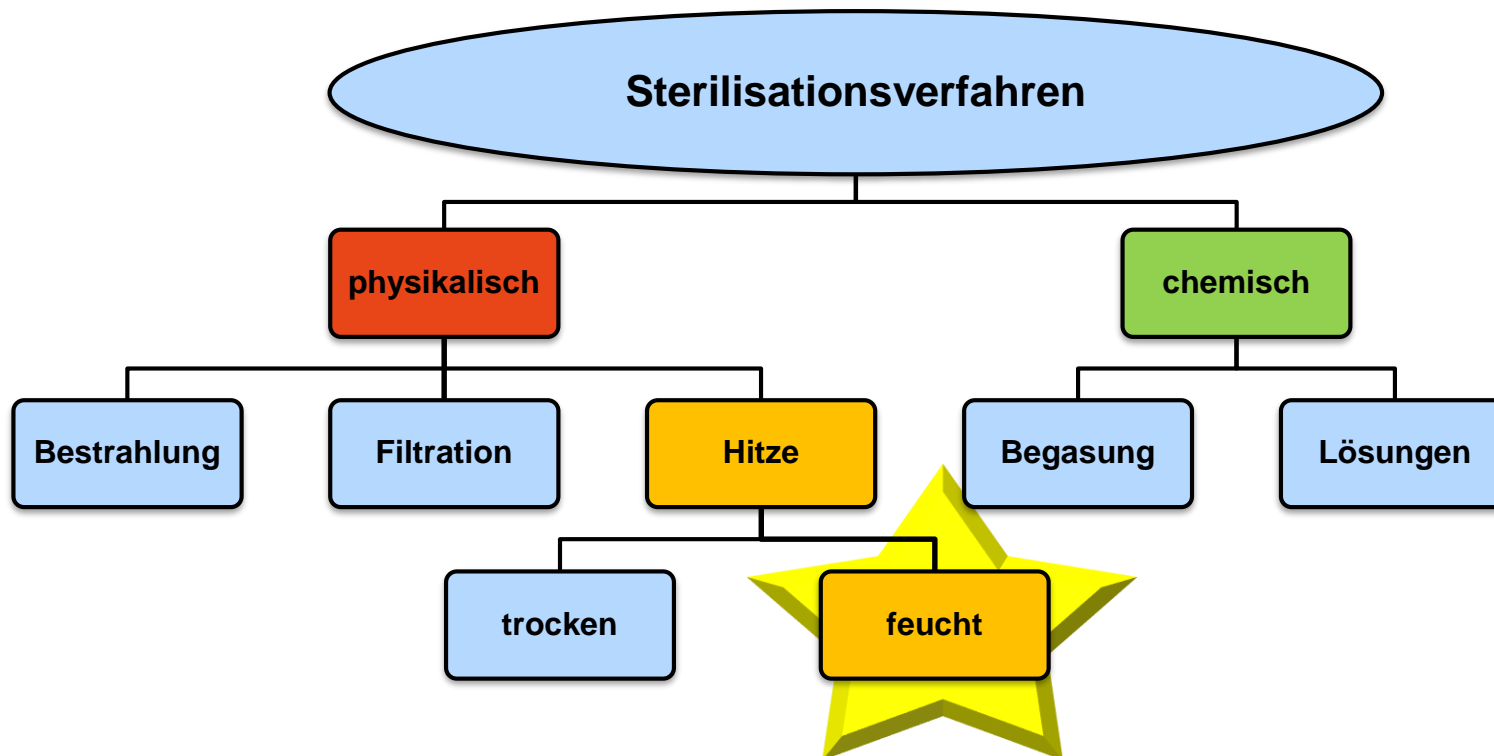 Sterilisationsverfahren
physikalisch
chemisch
Bestrahlung
Filtration
Hitze
Begasung
Lösungen
trocken
feucht